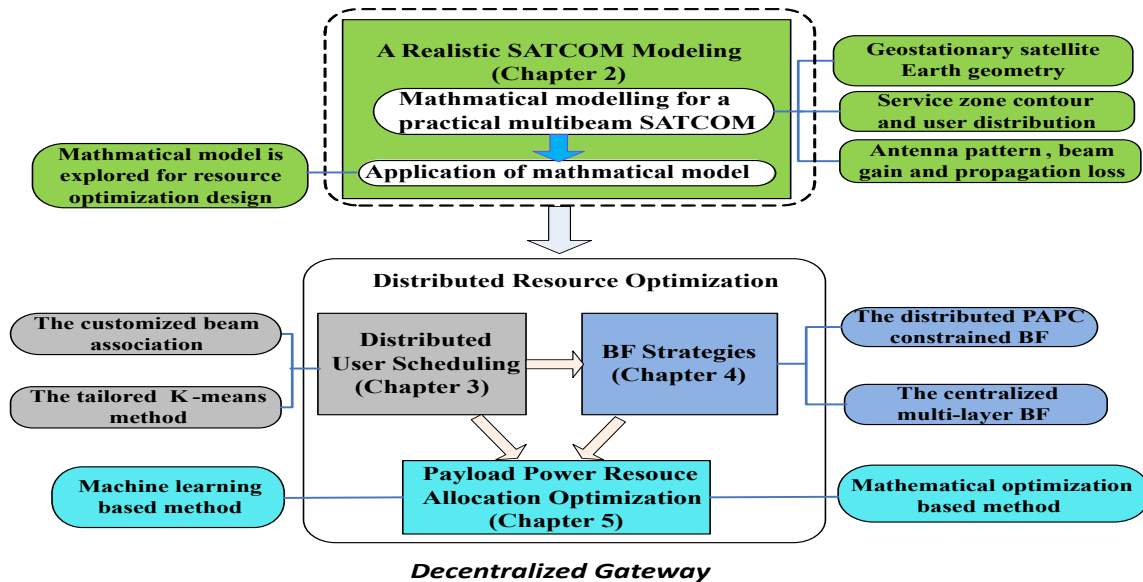 A Realistic SATCOM Modeling
(Chapter 2)
Mathmatical modelling for a
practical multibeam SATCOM
Application of mathmatical model
Geostationary satellite
Earth geometry
Service zone contour
and user distribution
Antenna pattern , beam
gain and propagation loss
Mathmatical model is
explored for resource
optimization design
Distributed Resource Optimization
The customized beam
association
The tailored K -means
method
Distributed
User Scheduling
(Chapter 3)
BF Strategies
(Chapter 4)
The distributed PAPC
constrained BF
The centralized
multi-layer BF
Machine learning
based method
Payload Power Resouce
Allocation Optimization
(Chapter 5)
Mathematical optimization
based method
Decentralized Gateway